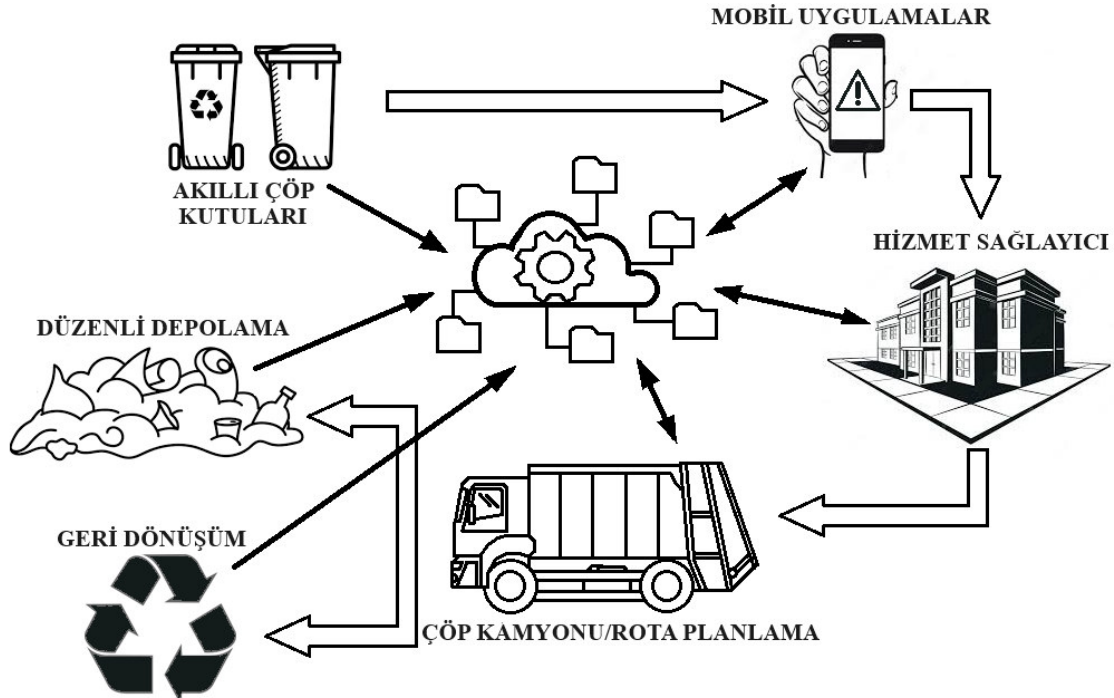 MOBİL UYGULAMALAR
AKILLI ÇÖP
KUTULARI
HİZMET SAĞLAYICI
DÜZENLİ DEPOLAMA
GERİ DÖNÜŞÜM
ÇÖP KAMYONU/ROTA PLANLAMA